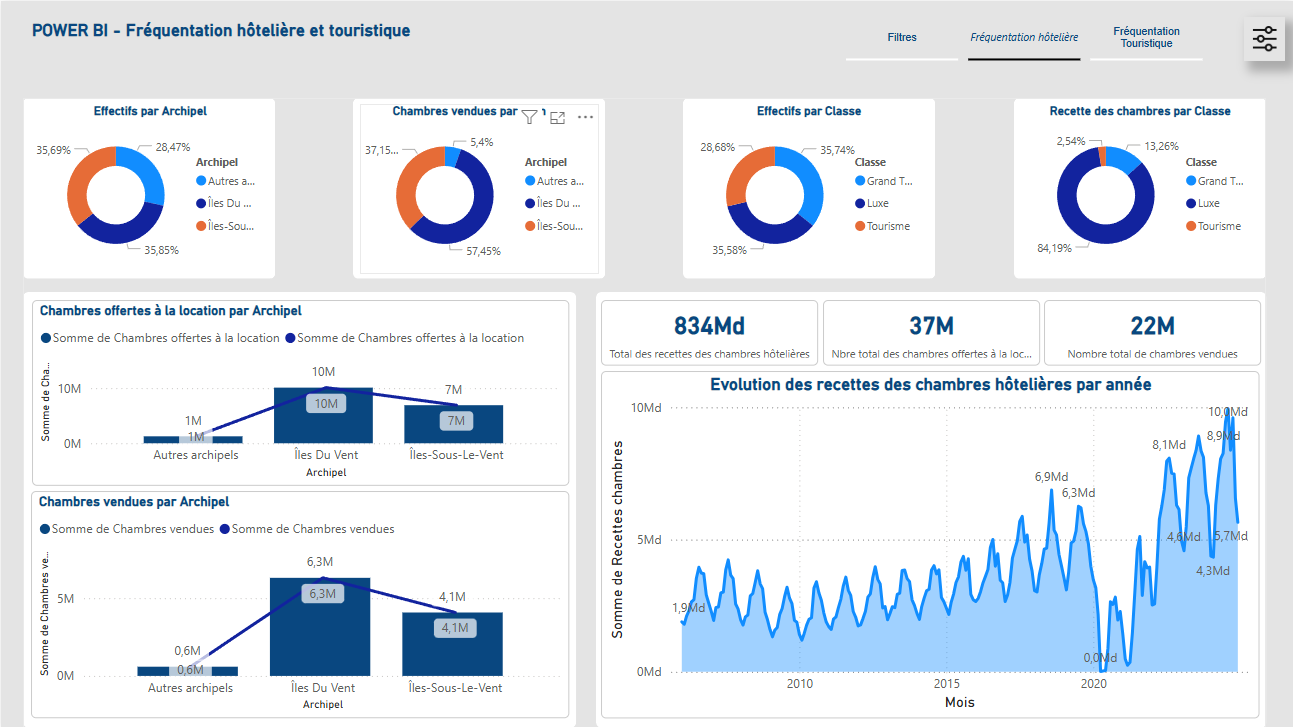 POWER BI - Fréquentation hôtelière et touristique
Filtres
Fréquentation hôtelière
Fréquentation
Touristique
Effectifs par Archipel
35,69%
28,47%
35,85%
Archipel
Autres a...
Îles Du ...
Îles-Sou...
Chambres vendues par
37,15...
5,4%
57,45%
Archipel
Autres a...
Îles Du ...
Îles-Sou...
Effectifs par Classe
28,68%
35,74%
35,58%
Classe
Grand T...
Luxe
Tourisme
Recette des chambres par Classe
2,54%
13,26%
84,19%
Classe
Grand T...
Luxe
Tourisme
Chambres offertes à la location par Archipel
Somme de Chambres offertes à la location
Somme de Chambres offertes à la location
Somme de Cha...
10M
0M
1M
1M
10M
10M
7M
7M
Autres archipels
Îles Du Vent
Îles-Sous-Le-Vent
Archipel
Chambres vendues par Archipel
Somme de Chambres vendues
Somme de Chambres vendues
Somme de Chambres ve...
5M
0M
0,6M
0,6M
6,3M
6,3M
4,1M
4,1M
Autres archipels
Îles Du Vent
Îles-Sous-Le-Vent
Archipel
834Md
Total des recettes des chambres hôtelières
37M
Nbre total des chambres offertes à la loc...
22M
Nombre total de chambres vendues
Evolution des recettes des chambres hôtelières par année
Somme de Recettes chambres
10Md
5Md
0Md
1,9Md
6,9Md
6,3Md
0,0Md
8,1Md
4,6Md
8,9Md
4,3Md
10,0Md
5,7Md
2010
2015
2020
Mois